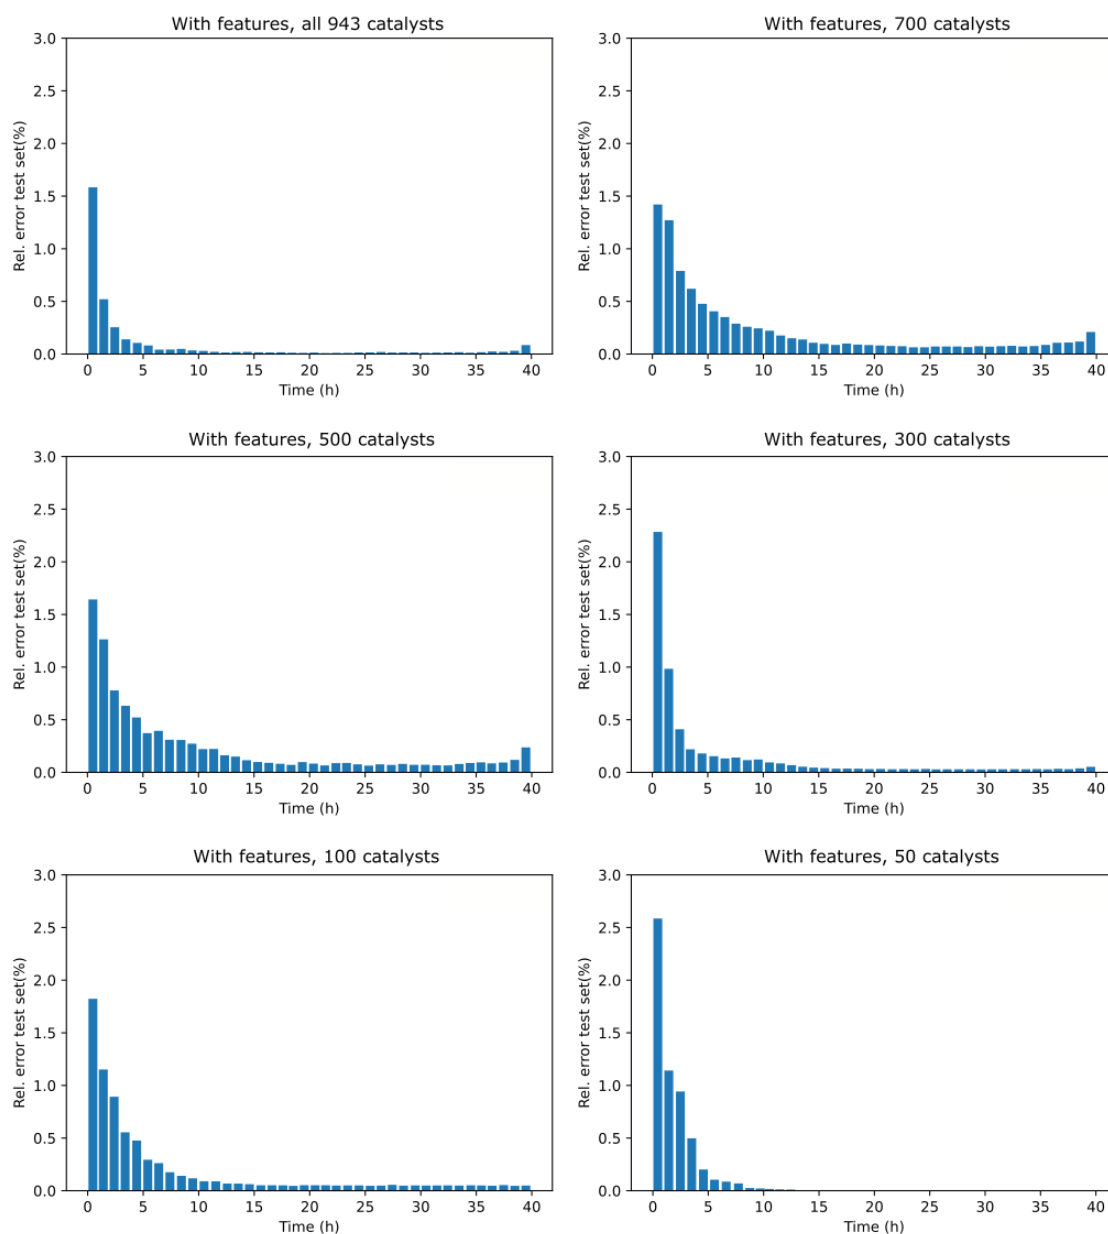 With features, all 943 catalysts
3.0
2.5
2.0
1.5
1.0
0.5
0.0
Rel. error test set(%)
0 5 10 15 20 25 30 35 40
Time (h)
With features, 700 catalysts
3.0
2.5
2.0
1.5
1.0
0.5
0.0
Rel. error test set(%)
0 5 10 15 20 25 30 35 40
Time (h)
With features, 500 catalysts
3.0
2.5
2.0
1.5
1.0
0.5
0.0
Rel. error test set(%)
0 5 10 15 20 25 30 35 40
Time (h)
With features, 300 catalysts
3.0
2.5
2.0
1.5
1.0
0.5
0.0
Rel. error test set(%)
0 5 10 15 20 25 30 35 40
Time (h)
With features, 100 catalysts
3.0
2.5
2.0
1.5
1.0
0.5
0.0
Rel. error test set(%)
0 5 10 15 20 25 30 35 40
Time (h)
With features, 50 catalysts
3.0
2.5
2.0
1.5
1.0
0.5
0.0
Rel. error test set(%)
0 5 10 15 20 25 30 35 40
Time (h)